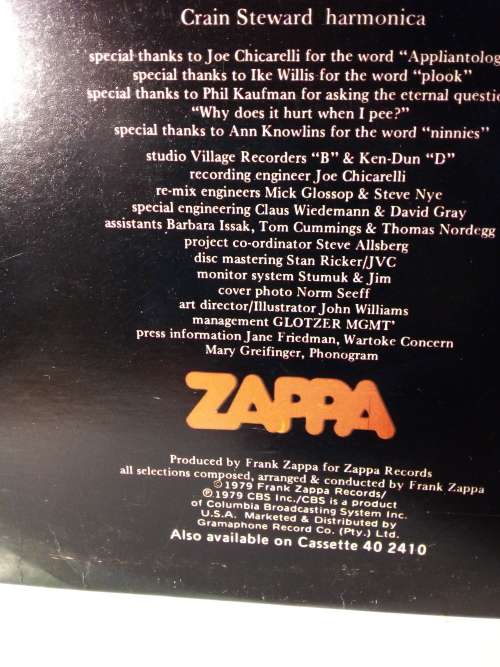 Crain Steward harmonica
special thanks to Joe Chicarelli for the word "Appliantolog
special thanks to Ike Willis for the word "plook"
special thanks to Phil Kaufman for asking the eternal questi
"Why does it hurt when I pee?"
special thanks to Ann Knowlins for the word "ninnies"
studio Village Recorders "B" & Ken-Dun "D"
recording engineer Joe Chicarelli
re-mix engineers Mick Glossop & Steve Nye
special engineering Claus Wiedemann & David Gray
assistants Barbara Issak, Tom Cummings & Thomas Nordegg
project co-ordinator Steve Allsberg
disc mastering Stan Ricker/JVC
monitor system Stumuk & Jim
cover photo Norm Seeff
art director/Illustrator John Williams
management GLOTZER MGMT'
press information Jane Friedman, Wartoke Concern
Mary Greifinger, Phonogram
ZAPPA
Produced by Frank Zappa for Zappa Records
all selections composed, arranged & conducted by Frank Zappa
©1979 Frank Zappa Records/
℗1979 CBS Inc./CBS is a product
of Columbia Broadcasting System Inc.
U.S.A. Marketed & Distributed by
Gramaphone Record Co. (Pty.) Ltd.
Also available on Cassette 40 2410